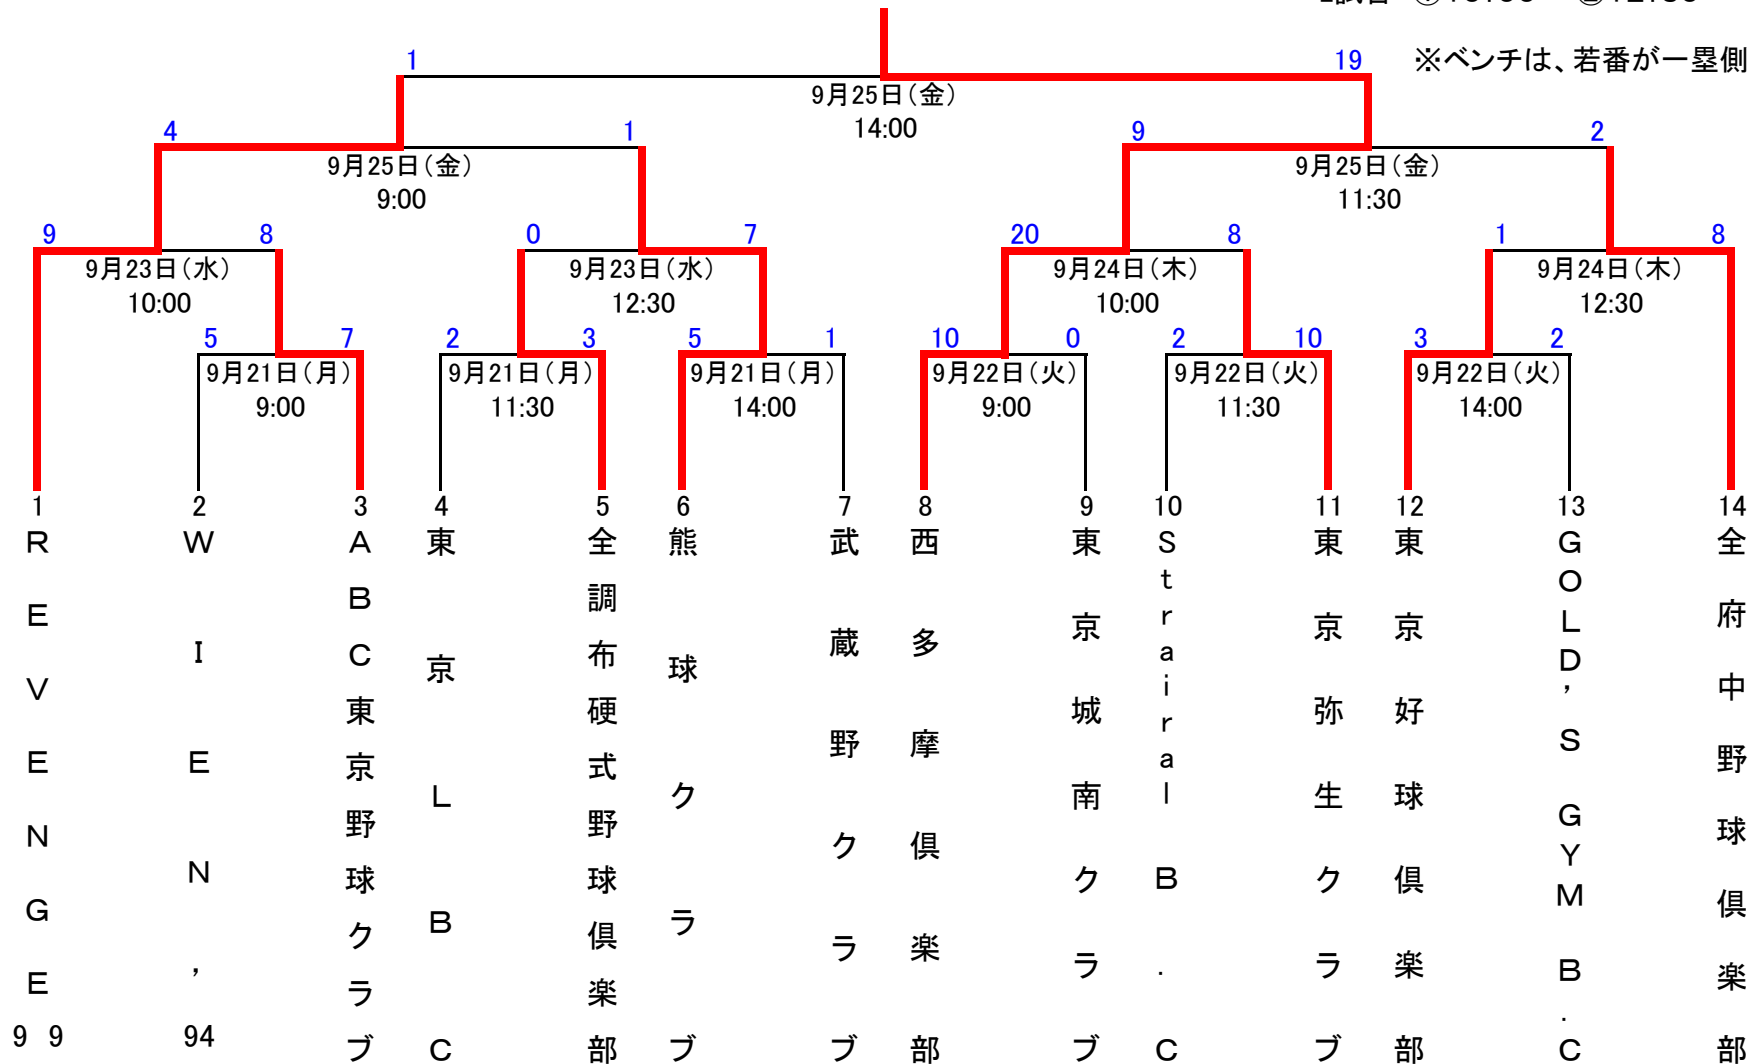 ※ベンチは、若番が一塁側
1 19
9月25日(金)
14:00
4 1 9 2
9月25日(金) 9月25日(金)
9:00 11:30
9 8 0 7 20 8 1 8
9月23日(水) 9月23日(水) 9月24日(木) 9月24日(木)
10:00 12:30 10:00 12:30
5 7 2 3 5 1 10 0 2 10 3 2
9月21日(月) 9月21日(月) 9月21日(月) 9月22日(火) 9月22日(火) 9月22日(火)
9:00 11:30 14:00 9:00 11:30 14:00
1 2 3 4 5 6 7 8 9 10 11 12 13 14
REVENGE99
WIEN’94
ABC東京野球クラブ
東京LBC
全調布硬式野球倶楽部
熊球クラブ
武蔵野クラブ
西多摩倶楽部
東京城南クラブ
Strairal B.C
東京弥生クラブ
東京好球倶楽部
GOLD’S GYM B.C
全府中野球倶楽部